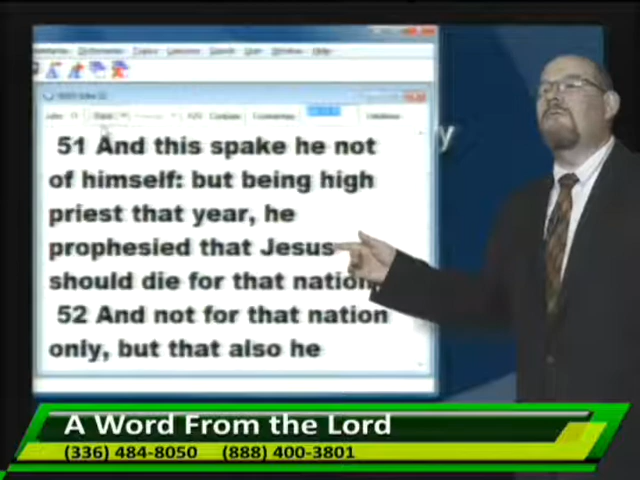 51 And this spake he not
of himself: but being high
priest that year, he
prophesied that Jesus
should die for that nation
52 And not for that nation
only, but that also he
y
A Word From the Lord
(336) 484-8050 (888) 400-3801